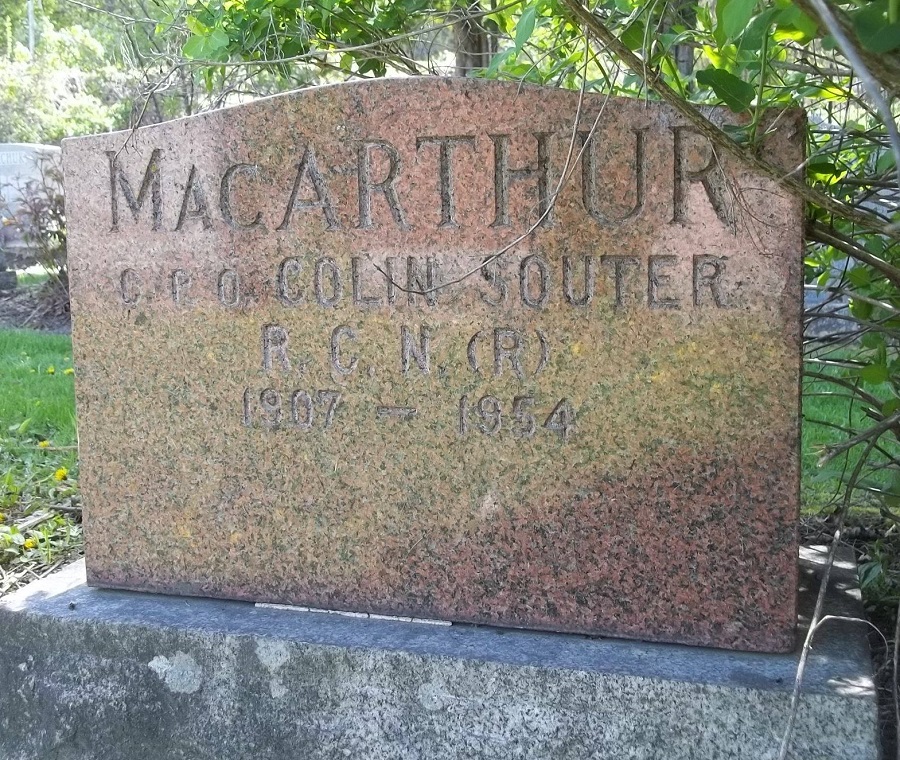 MACARTHUR
C.P.O. COLIN SOUTER
R.C.N.(R)
1907 — 1954